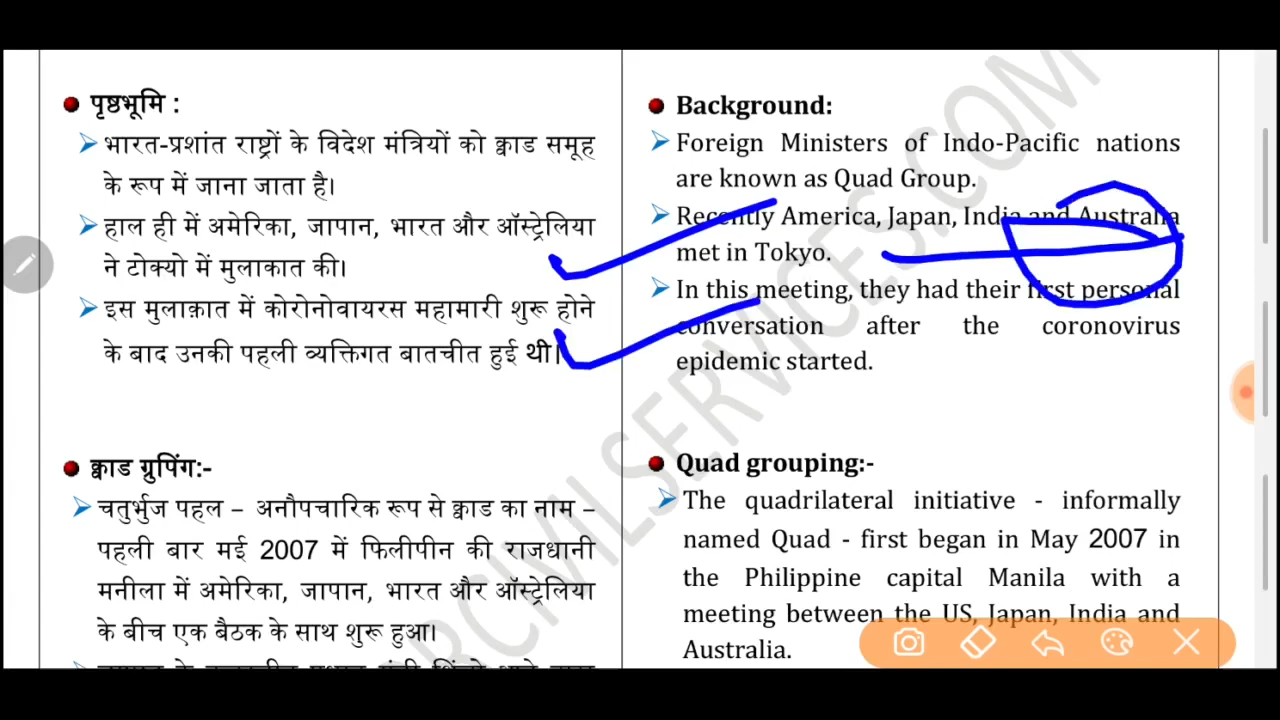 पृष्ठभूमि :
भारत-प्रशांत राष्ट्रों के विदेश मंत्रियों को क्वाड समूह
के रूप में जाना जाता है।
हाल ही में अमेरिका, जापान, भारत और ऑस्ट्रेलिया
ने टोक्यो में मुलाकात की।
इस मुलाक़ात में कोरोनोवायरस महामारी शुरू होने
के बाद उनकी पहली व्यक्तिगत बातचीत हुई थी।
क्वाड ग्रुपिंग:-
चतुर्भुज पहल – अनौपचारिक रूप से क्वाड का नाम –
पहली बार मई 2007 में फिलीपीन की राजधानी
मनीला में अमेरिका, जापान, भारत और ऑस्ट्रेलिया
के बीच एक बैठक के साथ शुरू हुआ।
Background:
Foreign Ministers of Indo-Pacific nations
are known as Quad Group.
Recently America, Japan, India and Australia
met in Tokyo.
In this meeting, they had their first personal
conversation after the coronovirus
epidemic started.
Quad grouping:-
The quadrilateral initiative - informally
named Quad - first began in May 2007 in
the Philippine capital Manila with a
meeting between the US, Japan, India and
Australia.
RCIVILSERVICES.COM